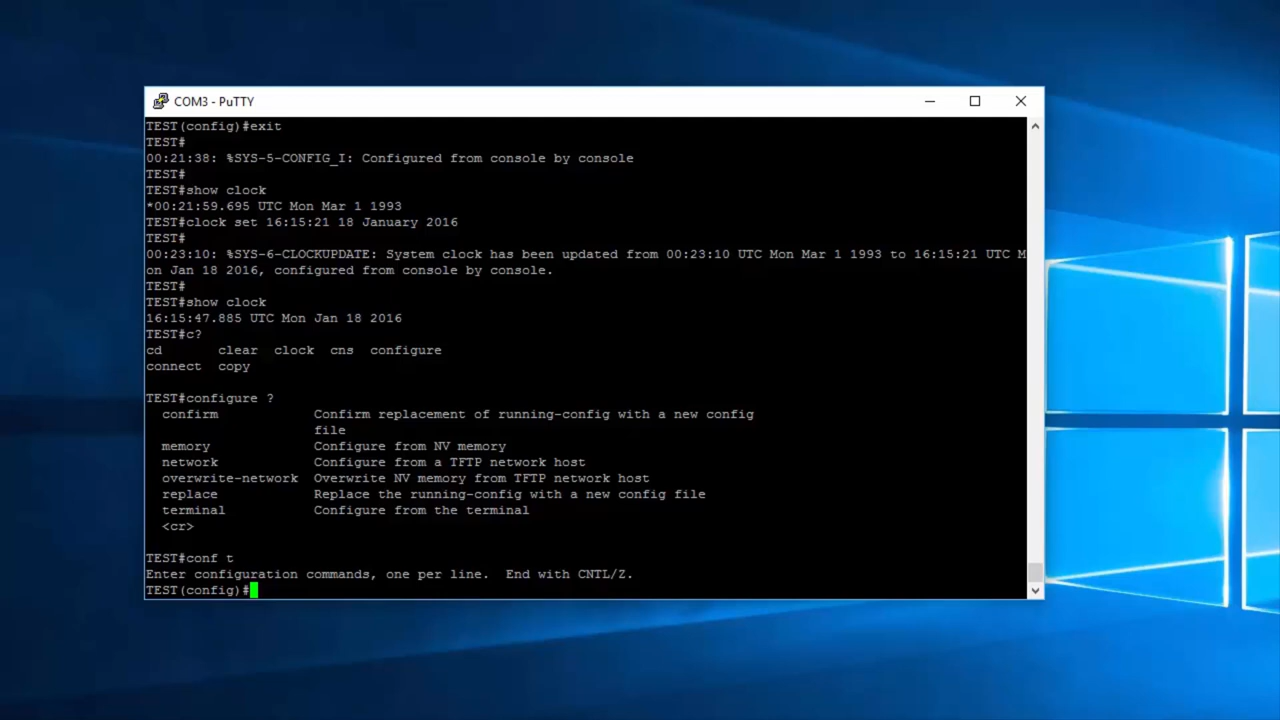 COM3 - PuTTY
TEST(config)#exit
TEST#
00:21:38: %SYS-5-CONFIG_I: Configured from console by console
TEST#
TEST#show clock
*00:21:59.695 UTC Mon Mar 1 1993
TEST#clock set 16:15:21 18 January 2016
TEST#
00:23:10: %SYS-6-CLOCKUPDATE: System clock has been updated from 00:23:10 UTC Mon Mar 1 1993 to 16:15:21 UTC M
on Jan 18 2016, configured from console by console.
TEST#
TEST#show clock
16:15:47.885 UTC Mon Jan 18 2016
TEST#c?
cd       clear  clock  cns  configure
connect  copy
TEST#configure ?
  confirm            Confirm replacement of running-config with a new config
                     file
  memory             Configure from NV memory
  network            Configure from a TFTP network host
  overwrite-network  Overwrite NV memory from TFTP network host
  replace            Replace the running-config with a new config file
  terminal           Configure from the terminal
  <cr>
TEST#conf t
Enter configuration commands, one per line.  End with CNTL/Z.
TEST(config)#